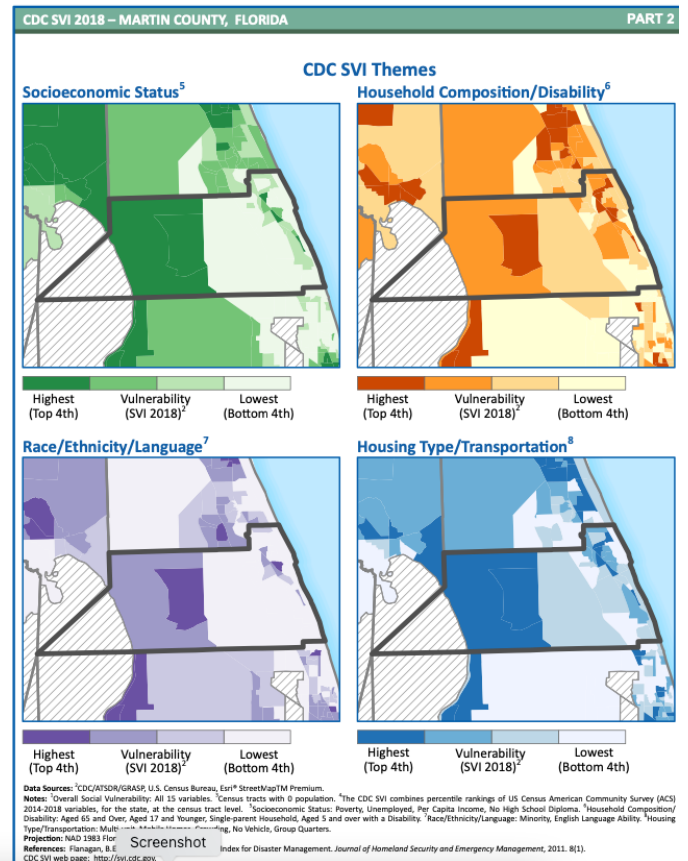 CDC SVI 2018 – MARTIN COUNTY, FLORIDA PART 2
CDC SVI Themes
Socioeconomic Status5 Household Composition/Disability6
Highest Vulnerability Lowest Highest Vulnerability Lowest
(Top 4th) (SVI 2018)2 (Bottom 4th) (Top 4th) (SVI 2018)2 (Bottom 4th)
Race/Ethnicity/Language7 Housing Type/Transportation8
Highest Vulnerability Lowest Highest Vulnerability Lowest
(Top 4th) (SVI 2018)2 (Bottom 4th) (Top 4th) (SVI 2018)2 (Bottom 4th)
Data Sources: 2CDC/ATSDR/GRASP, U.S. Census Bureau, Esri® StreetMapTM Premium.
Notes: 1Overall Social Vulnerability: All 15 variables. 3Census tracts with 0 population. 4The CDC SVI combines percentile rankings of US Census American Community Survey (ACS)
2014-2018 variables, for the state, at the census tract level. 5Socioeconomic Status: Poverty, Unemployed, Per Capita Income, No High School Diploma. 6Household Composition/
Disability: Aged 65 and Over, Aged 17 and Younger, Single-parent Household, Aged 5 and over with a Disability. 7Race/Ethnicity/Language: Minority, English Language Ability. 8Housing
Type/Transportation: No Vehicle, Group Quarters.
Projection: NAD 1983
Screenshot
References: Flanagan, for Disaster Management. Journal of Homeland Security and Emergency Management, 2011. 8(1).
CDC SVI web page: http://svi.cdc.gov.